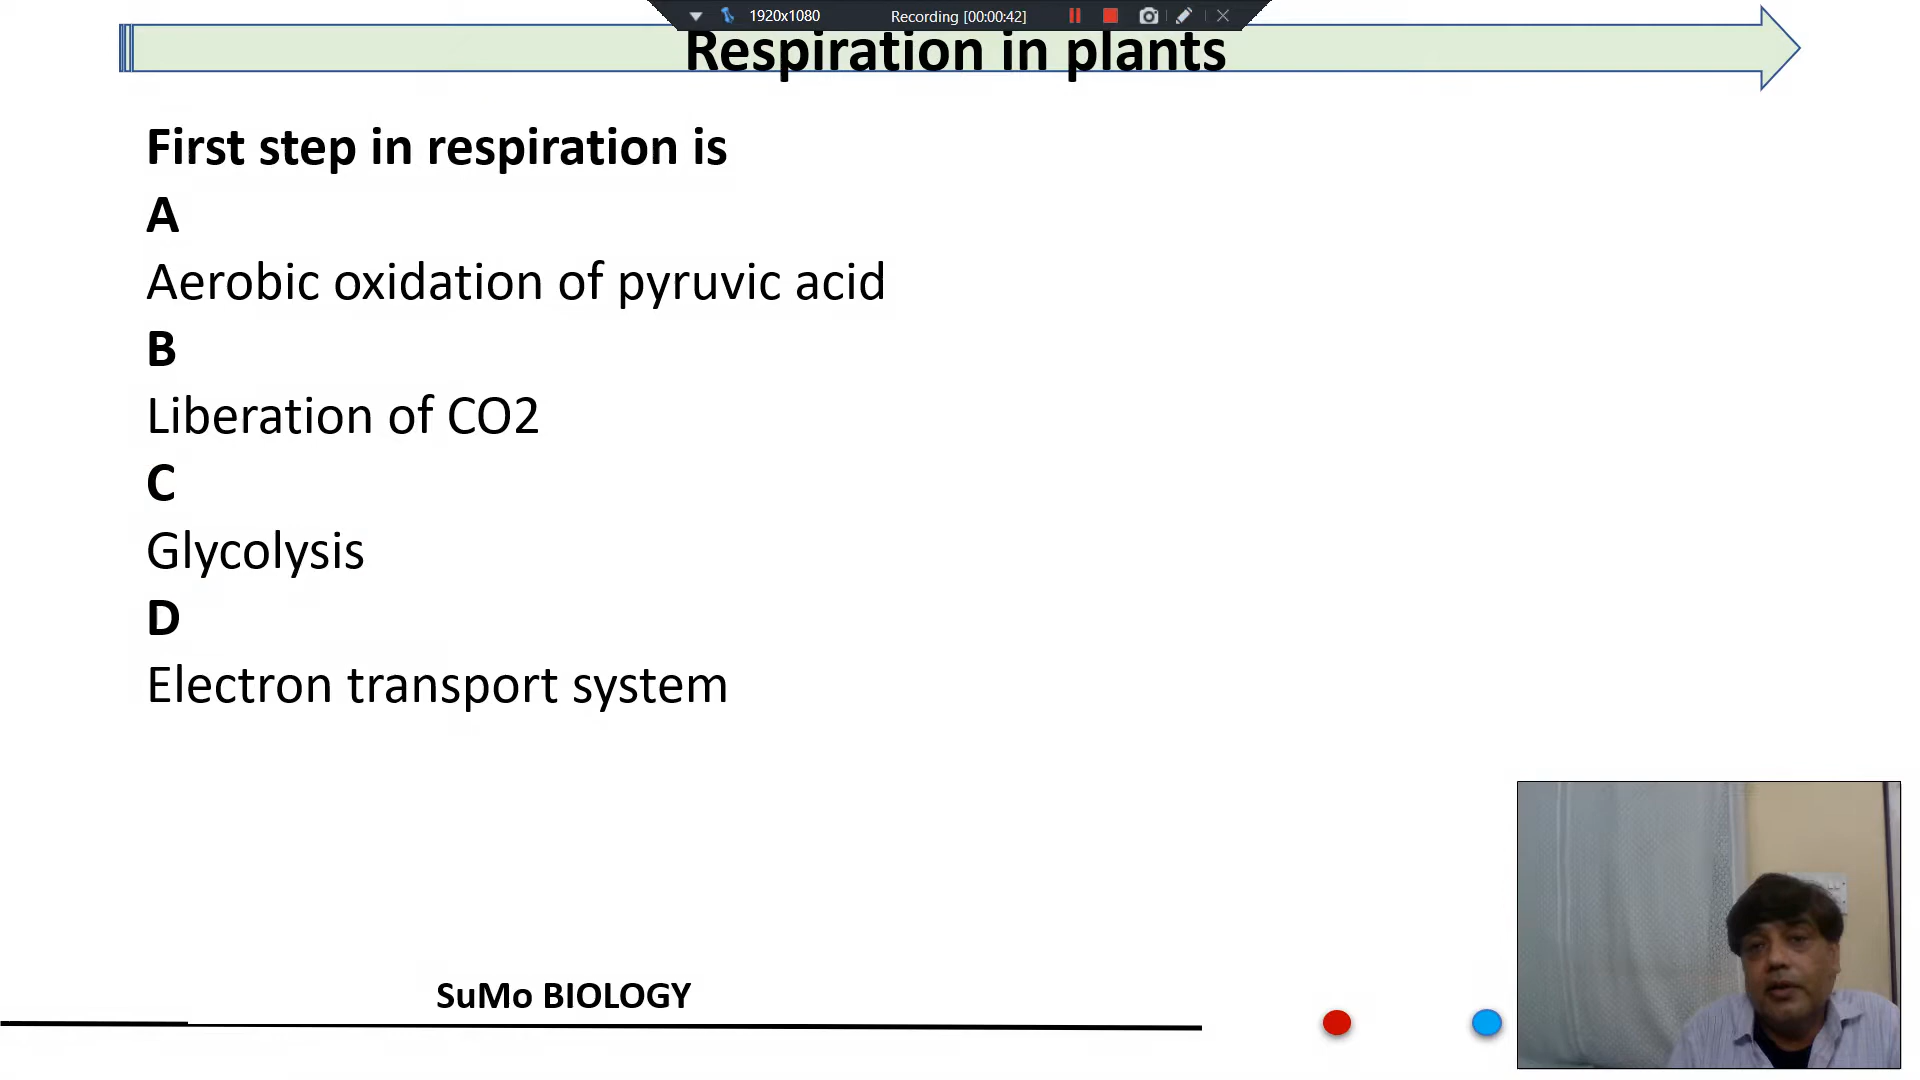 1920x1080 Recording [00:00:42]
Respiration in plants
First step in respiration is
A
Aerobic oxidation of pyruvic acid
B
Liberation of CO2
C
Glycolysis
D
Electron transport system
SuMo BIOLOGY